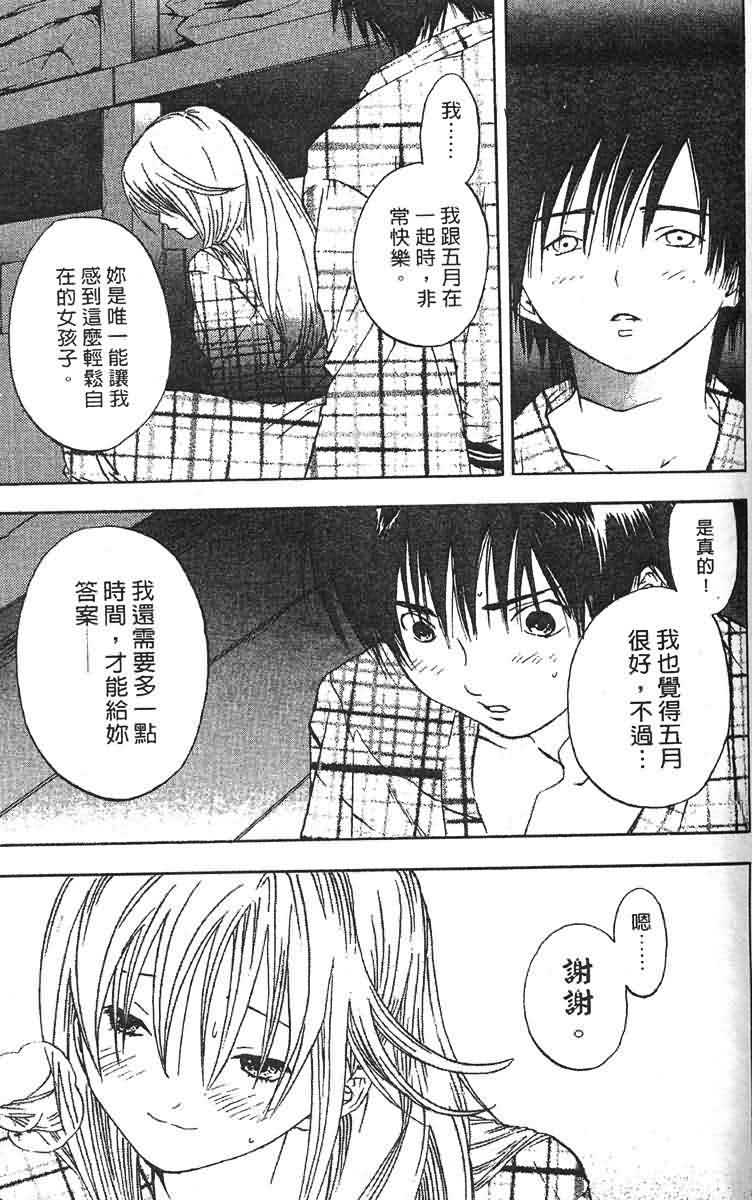 我……
我跟五月在
一起時，非
常快樂。
妳是唯一能讓我
感到這麼輕鬆自
在的女孩子。
是真的！
我也覺得五月
很好，不過…
我還需要多一點
時間，才能給妳
答案——
嗯……
謝謝。